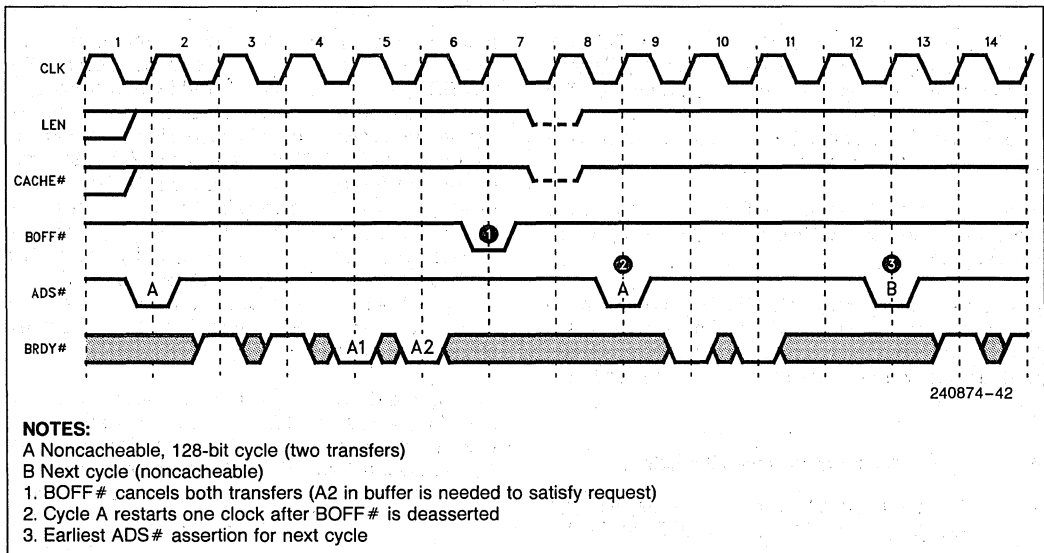 1 2 3 4 5 6 7 8 9 10 11 12 13 14
CLK
LEN
CACHE#
BOFF# 1
2 3
ADS# A A B
BRDY# A1 A2
240874-42
NOTES:
A Noncacheable, 128-bit cycle (two transfers)
B Next cycle (noncacheable)
1. BOFF# cancels both transfers (A2 in buffer is needed to satisfy request)
2. Cycle A restarts one clock after BOFF# is deasserted
3. Earliest ADS# assertion for next cycle